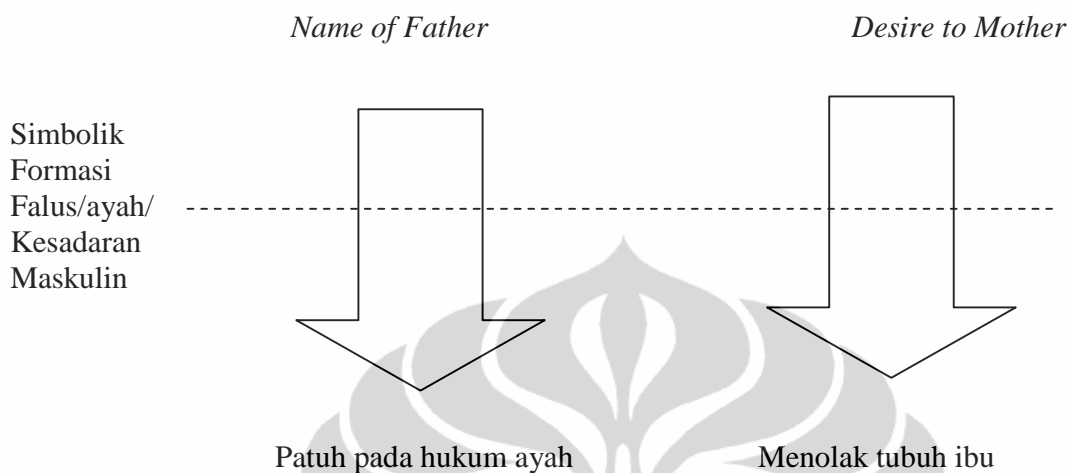 Name of Father
Desire to Mother
Simbolik
Formasi
Falus/ayah/
Kesadaran
Maskulin
Patuh pada hukum ayah
Menolak tubuh ibu